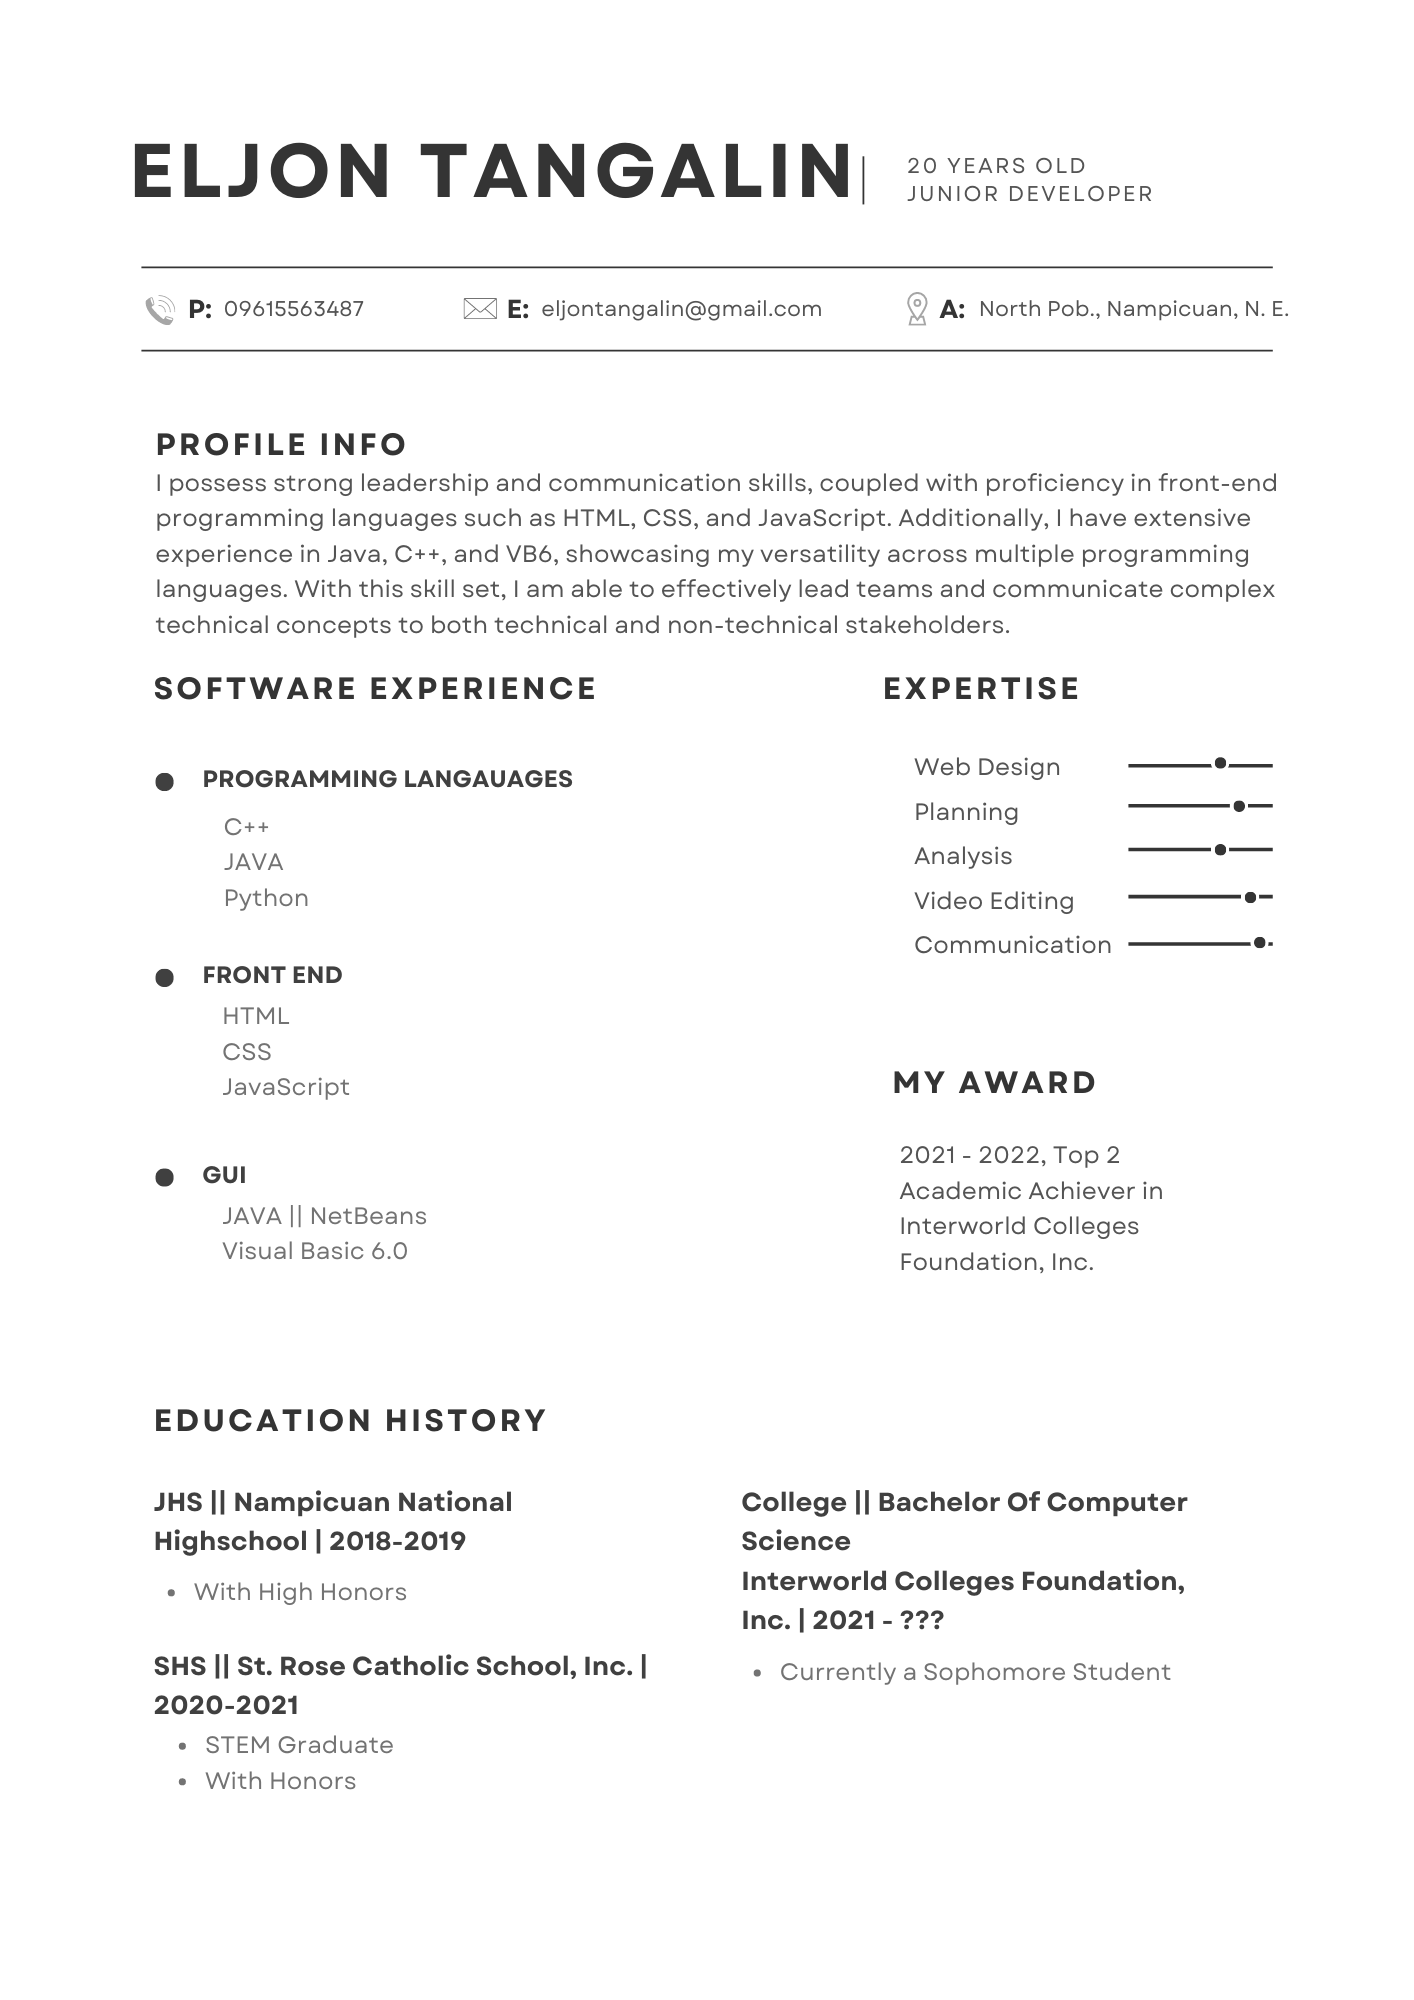 ELJON TANGALIN
20 YEARS OLD
JUNIOR DEVELOPER
P: 09615563487
E: eljontangalin@gmail.com
A: North Pob., Nampicuan, N. E.
PROFILE INFO
I possess strong leadership and communication skills, coupled with proficiency in front-end
programming languages such as HTML, CSS, and JavaScript. Additionally, I have extensive
experience in Java, C++, and VB6, showcasing my versatility across multiple programming
languages. With this skill set, I am able to effectively lead teams and communicate complex
technical concepts to both technical and non-technical stakeholders.
SOFTWARE EXPERIENCE
PROGRAMMING LANGAUAGES
C++
JAVA
Python
FRONT END
HTML
CSS
JavaScript
GUI
JAVA || NetBeans
Visual Basic 6.0
EXPERTISE
Web Design
Planning
Analysis
Video Editing
Communication
MY AWARD
2021 - 2022, Top 2
Academic Achiever in
Interworld Colleges
Foundation, Inc.
EDUCATION HISTORY
JHS || Nampicuan National
Highschool | 2018-2019
• With High Honors
SHS || St. Rose Catholic School, Inc. |
2020-2021
• STEM Graduate
• With Honors
College || Bachelor Of Computer
Science
Interworld Colleges Foundation,
Inc. | 2021 - ???
• Currently a Sophomore Student